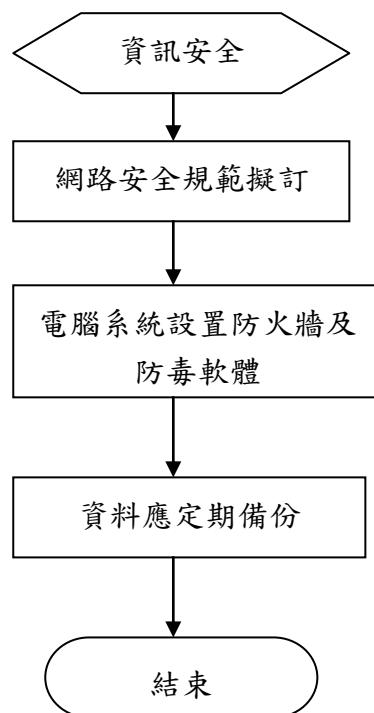 資訊安全
網路安全規範擬訂
電腦系統設置防火牆及
防毒軟體
資料應定期備份
結束